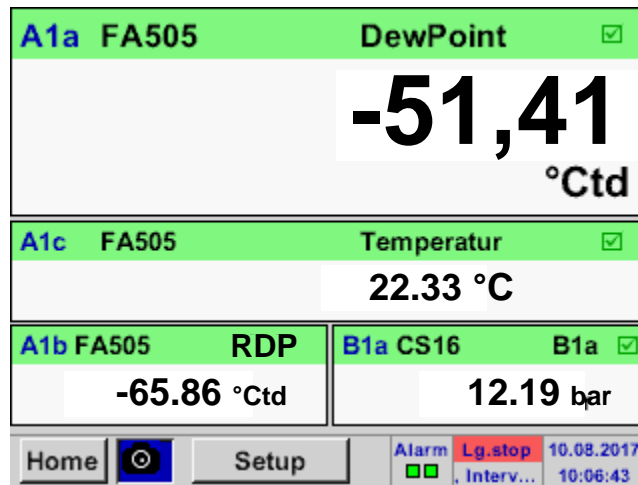 A1a FA505 DewPoint
-51,41
°Ctd
A1c FA505 Temperatur
22.33 °C
A1b FA505 RDP
-65.86 °Ctd
B1a CS16 B1a
12.19 bar
Home Setup
Alarm Lg.stop 10.08.2017
, Interv... 10:06:43